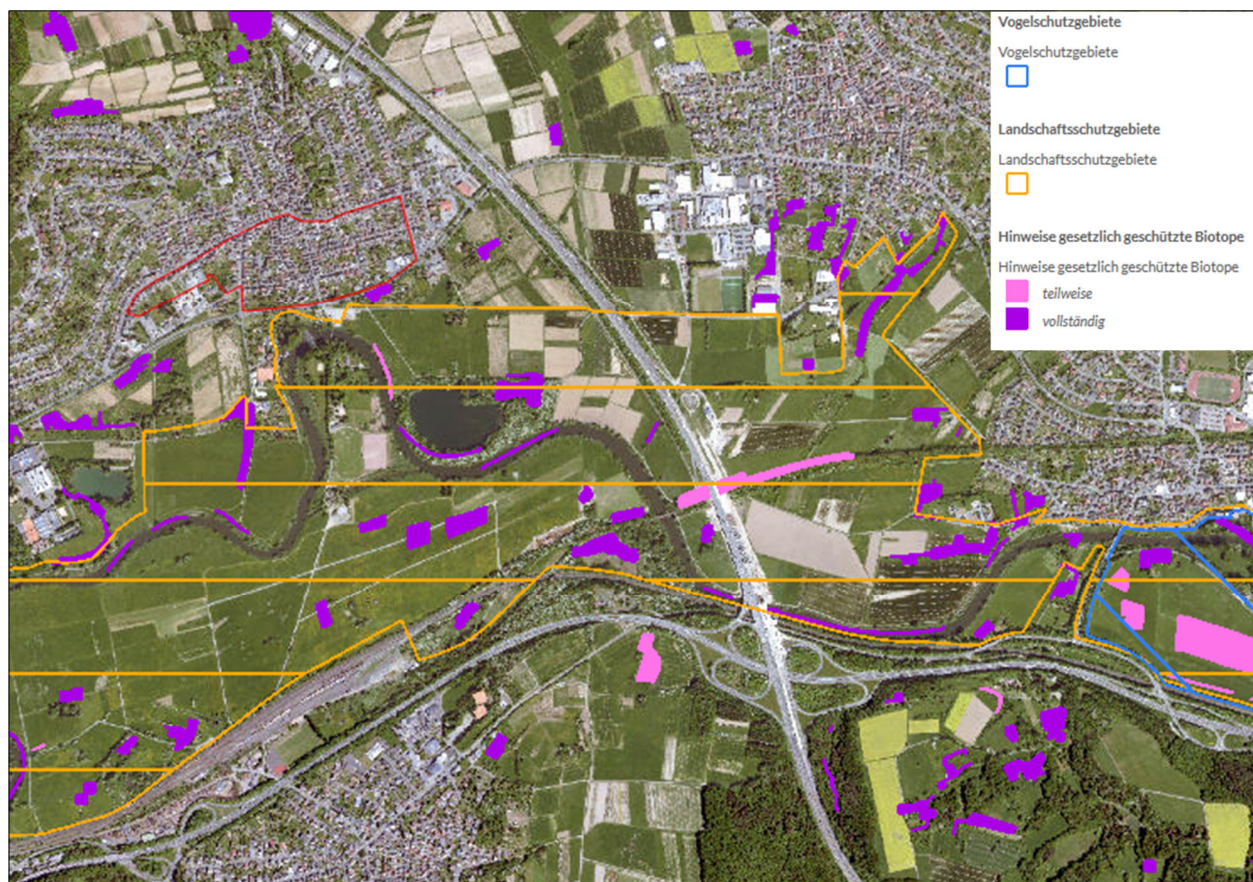 Vogelschutzgebiete
Vogelschutzgebiete
Landschaftsschutzgebiete
Landschaftsschutzgebiete
Hinweise gesetzlich geschützte Biotope
Hinweise gesetzlich geschützte Biotope
teilweise
vollständig